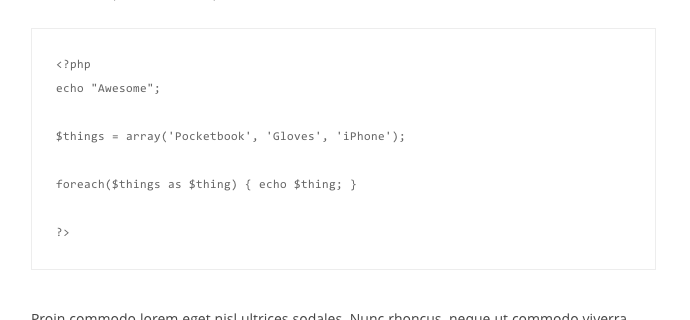 <?php
echo "Awesome";
$things = array('Pocketbook', 'Gloves', 'iPhone');
foreach($things as $thing) { echo $thing; }
?>
Proin commodo lorem eget nisl ultrices sodales. Nunc rhoncus, neque ut commodo viverra